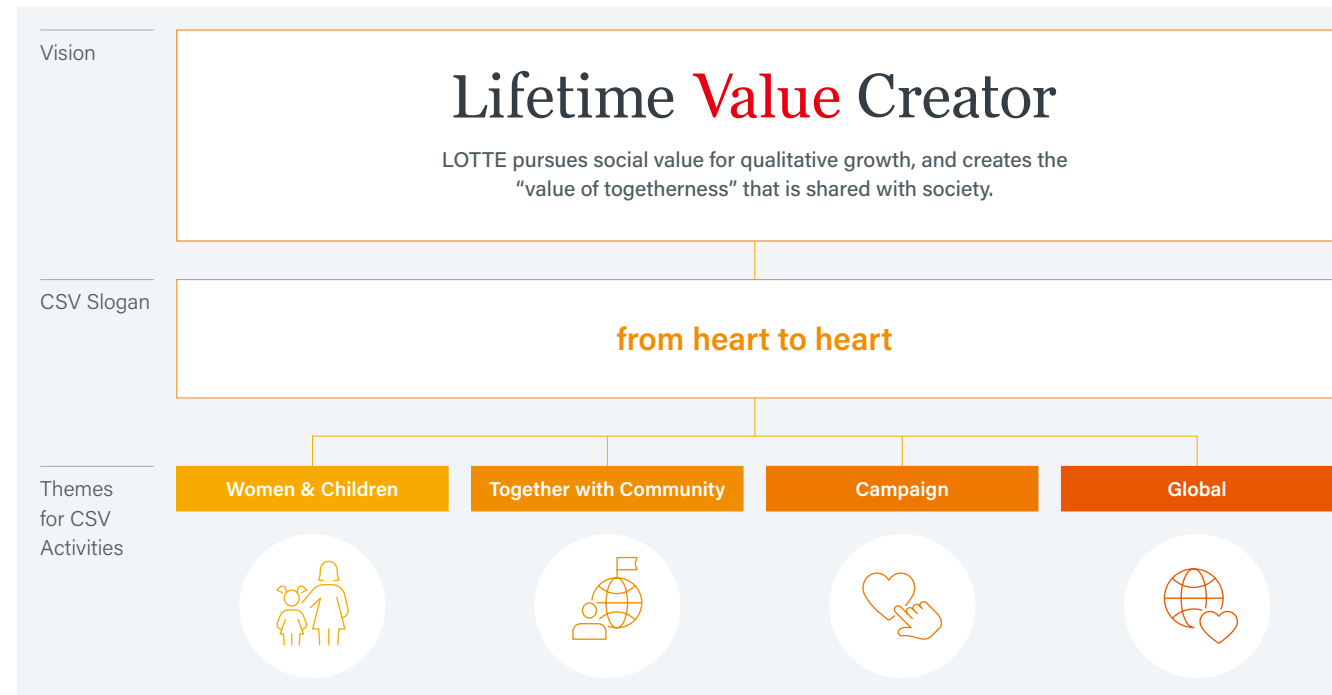 Vision
Lifetime Value Creator
LOTTE pursues social value for qualitative growth, and creates the
“value of togetherness” that is shared with society.
CSV Slogan
from heart to heart
Themes
for CSV
Activities
Women & Children
Together with Community
Campaign
Global